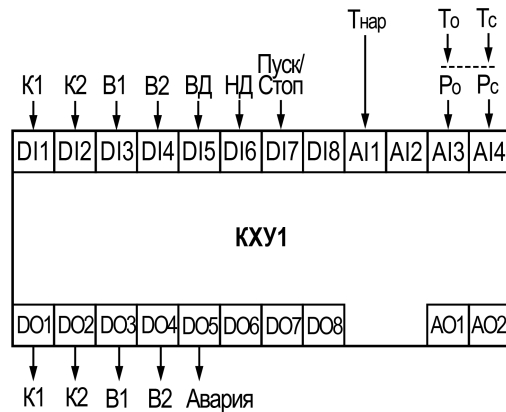 Тнар То Тс
К1 К2 В1 В2 ВД НД Пуск/
Стоп Ро Рс
DI1 DI2 DI3 DI4 DI5 DI6 DI7 DI8 AI1 AI2 AI3 AI4
КХУ1
DO1 DO2 DO3 DO4 DO5 DO6 DO7 DO8 AO1 AO2
К1 К2 В1 В2 Авария